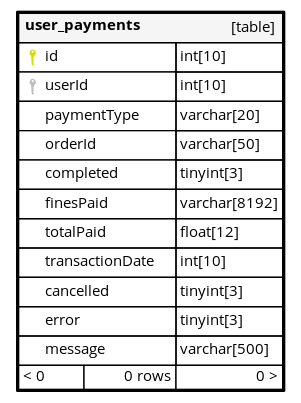 user_payments [table]
id int[10]
userId int[10]
paymentType varchar[20]
orderId varchar[50]
completed tinyint[3]
finesPaid varchar[8192]
totalPaid float[12]
transactionDate int[10]
cancelled tinyint[3]
error tinyint[3]
message varchar[500]
< 0 0 rows 0 >